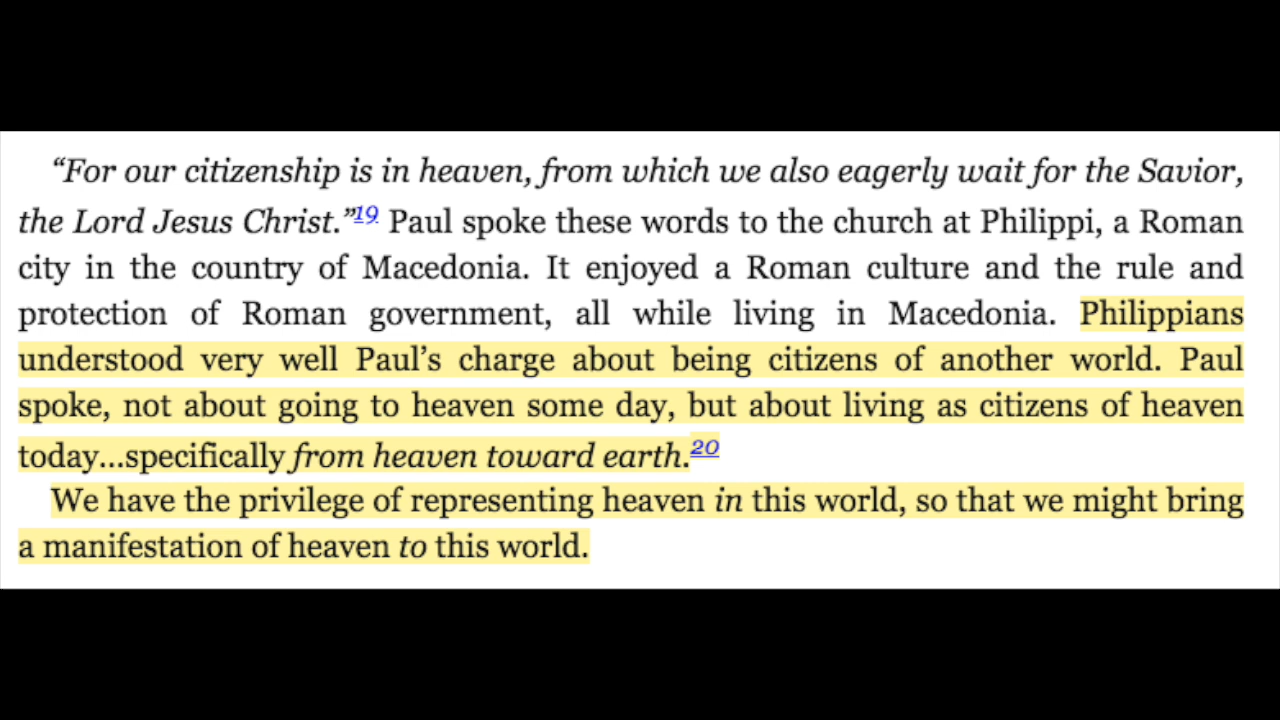 “For our citizenship is in heaven, from which we also eagerly wait for the Savior,
the Lord Jesus Christ.”19 Paul spoke these words to the church at Philippi, a Roman
city in the country of Macedonia. It enjoyed a Roman culture and the rule and
protection of Roman government, all while living in Macedonia. Philippians
understood very well Paul’s charge about being citizens of another world. Paul
spoke, not about going to heaven some day, but about living as citizens of heaven
today...specifically from heaven toward earth.20
We have the privilege of representing heaven in this world, so that we might bring
a manifestation of heaven to this world.